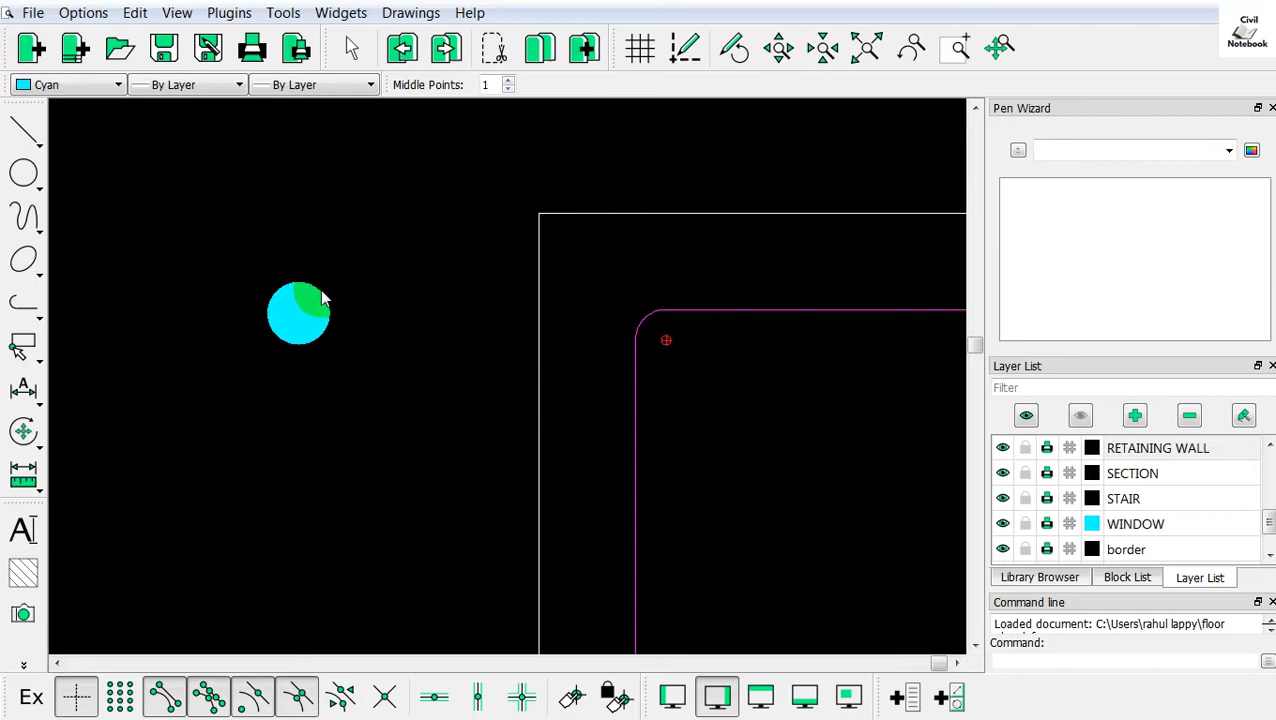 File Options Edit View Plugins Tools Widgets Drawings Help
Civil
Notebook
Cyan By Layer By Layer Middle Points: 1
Pen Wizard
Layer List
Filter
RETAINING WALL
SECTION
STAIR
WINDOW
border
Library Browser Block List Layer List
Command line
Loaded document: C:\Users\rahul lappy\floor
Command:
A
A
Ex